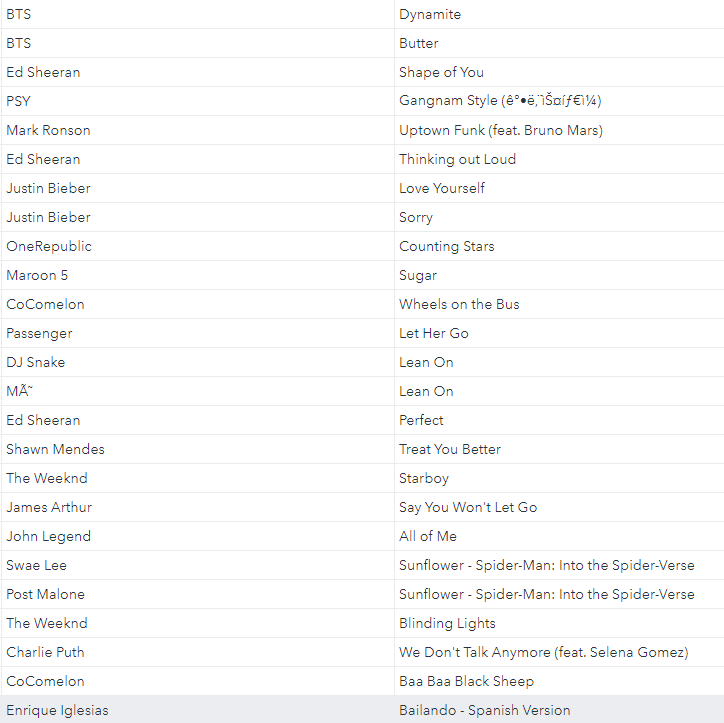 BTS Dynamite
BTS Butter
Ed Sheeran Shape of You
PSY Gangnam Style (ê°•ë‚¨ìŠ¤íƒ€ì¼)
Mark Ronson Uptown Funk (feat. Bruno Mars)
Ed Sheeran Thinking out Loud
Justin Bieber Love Yourself
Justin Bieber Sorry
OneRepublic Counting Stars
Maroon 5 Sugar
CoComelon Wheels on the Bus
Passenger Let Her Go
DJ Snake Lean On
MÃ˜ Lean On
Ed Sheeran Perfect
Shawn Mendes Treat You Better
The Weeknd Starboy
James Arthur Say You Won't Let Go
John Legend All of Me
Swae Lee Sunflower - Spider-Man: Into the Spider-Verse
Post Malone Sunflower - Spider-Man: Into the Spider-Verse
The Weeknd Blinding Lights
Charlie Puth We Don't Talk Anymore (feat. Selena Gomez)
CoComelon Baa Baa Black Sheep
Enrique Iglesias Bailando - Spanish Version